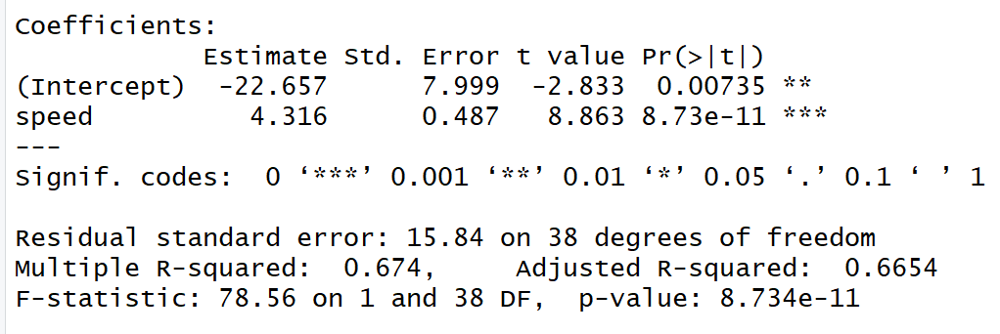 Coefficients:
Estimate Std. Error t value Pr(>|t|)
(Intercept) -22.657 7.999 -2.833 0.00735 **
speed 4.316 0.487 8.863 8.73e-11 ***
---
Signif. codes: 0 ‘***’ 0.001 ‘**’ 0.01 ‘*’ 0.05 ‘.’ 0.1 ‘ ’ 1
Residual standard error: 15.84 on 38 degrees of freedom
Multiple R-squared: 0.674, Adjusted R-squared: 0.6654
F-statistic: 78.56 on 1 and 38 DF, p-value: 8.734e-11